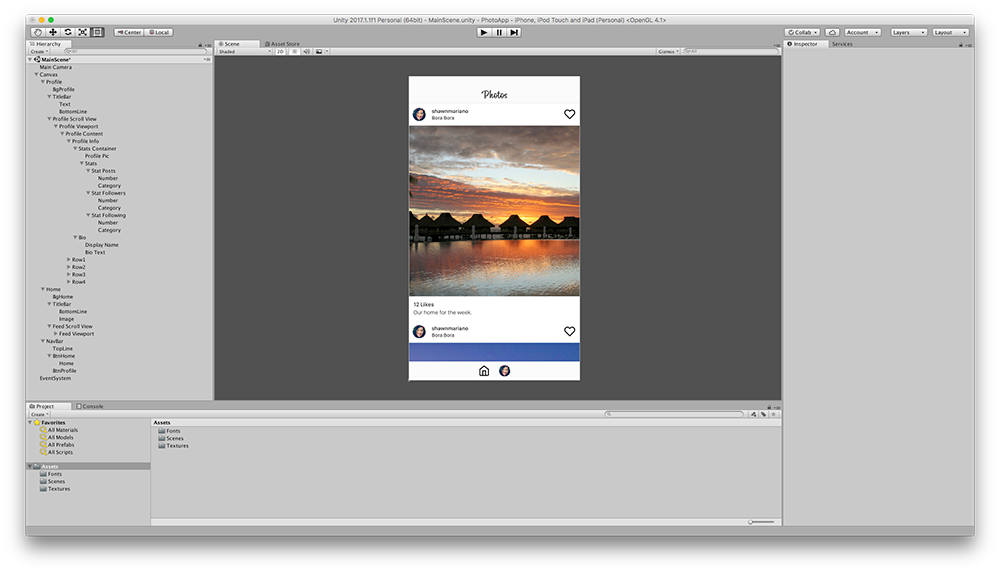 Unity 2017.1.1f1 Personal (64bit) - MainScene.unity - PhotoApp - iPhone, iPod Touch and iPad (Personal) <OpenGL 4.1>
Center Local
Collab Account Layers Layout
Hierarchy
Create All
MainScene*
Main Camera
Canvas
Profile
BgProfile
TitleBar
Text
BottomLine
Profile Scroll View
Profile Viewport
Profile Content
Profile Info
Stats Container
Profile Pic
Stats
Stat Posts
Number
Category
Stat Followers
Number
Category
Stat Following
Number
Category
Bio
Display Name
Bio Text
Row1
Row2
Row3
Row4
Home
BgHome
TitleBar
BottomLine
Image
Feed Scroll View
Feed Viewport
NavBar
TopLine
BtnHome
Home
BtnProfile
EventSystem
Scene Asset Store
Shaded 2D Gizmos All
Photos
shawnmariano
Bora Bora
12 Likes
Our home for the week.
shawnmariano
Bora Bora
Inspector Services
Project Console
Create
Favorites
All Materials
All Models
All Prefabs
All Scripts
Assets
Fonts
Scenes
Textures
Assets
Fonts
Scenes
Textures